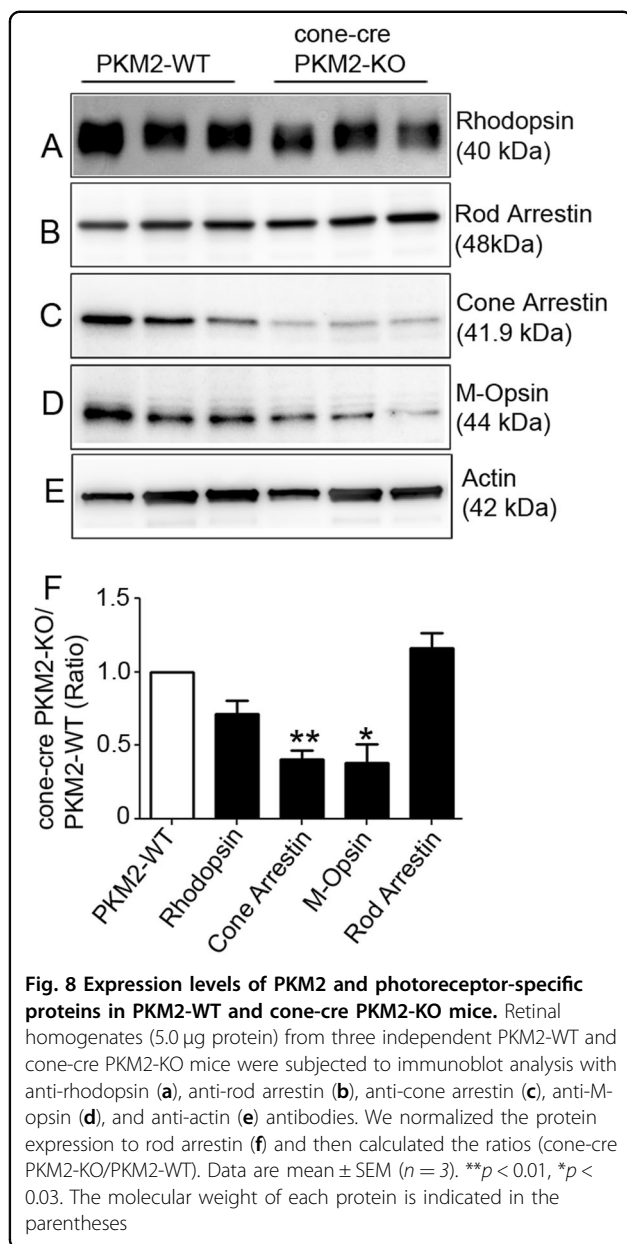 PKM2-WT
cone-cre
PKM2-KO
A
Rhodopsin
(40 kDa)
B
Rod Arrestin
(48kDa)
C
Cone Arrestin
(41.9 kDa)
D
M-Opsin
(44 kDa)
E
Actin
(42 kDa)
F
cone-cre PKM2-KO/
PKM2-WT (Ratio)
1.5
1.0
0.5
0
**
*
PKM2-WT
Rhodopsin
Cone Arrestin
M-Opsin
Rod Arrestin
Fig. 8 Expression levels of PKM2 and photoreceptor-specific
proteins in PKM2-WT and cone-cre PKM2-KO mice. Retinal
homogenates (5.0 µg protein) from three independent PKM2-WT and
cone-cre PKM2-KO mice were subjected to immunoblot analysis with
anti-rhodopsin (a), anti-rod arrestin (b), anti-cone arrestin (c), anti-M-
opsin (d), and anti-actin (e) antibodies. We normalized the protein
expression to rod arrestin (f) and then calculated the ratios (cone-cre
PKM2-KO/PKM2-WT). Data are mean ± SEM (n = 3). **p < 0.01, *p <
0.03. The molecular weight of each protein is indicated in the
parentheses